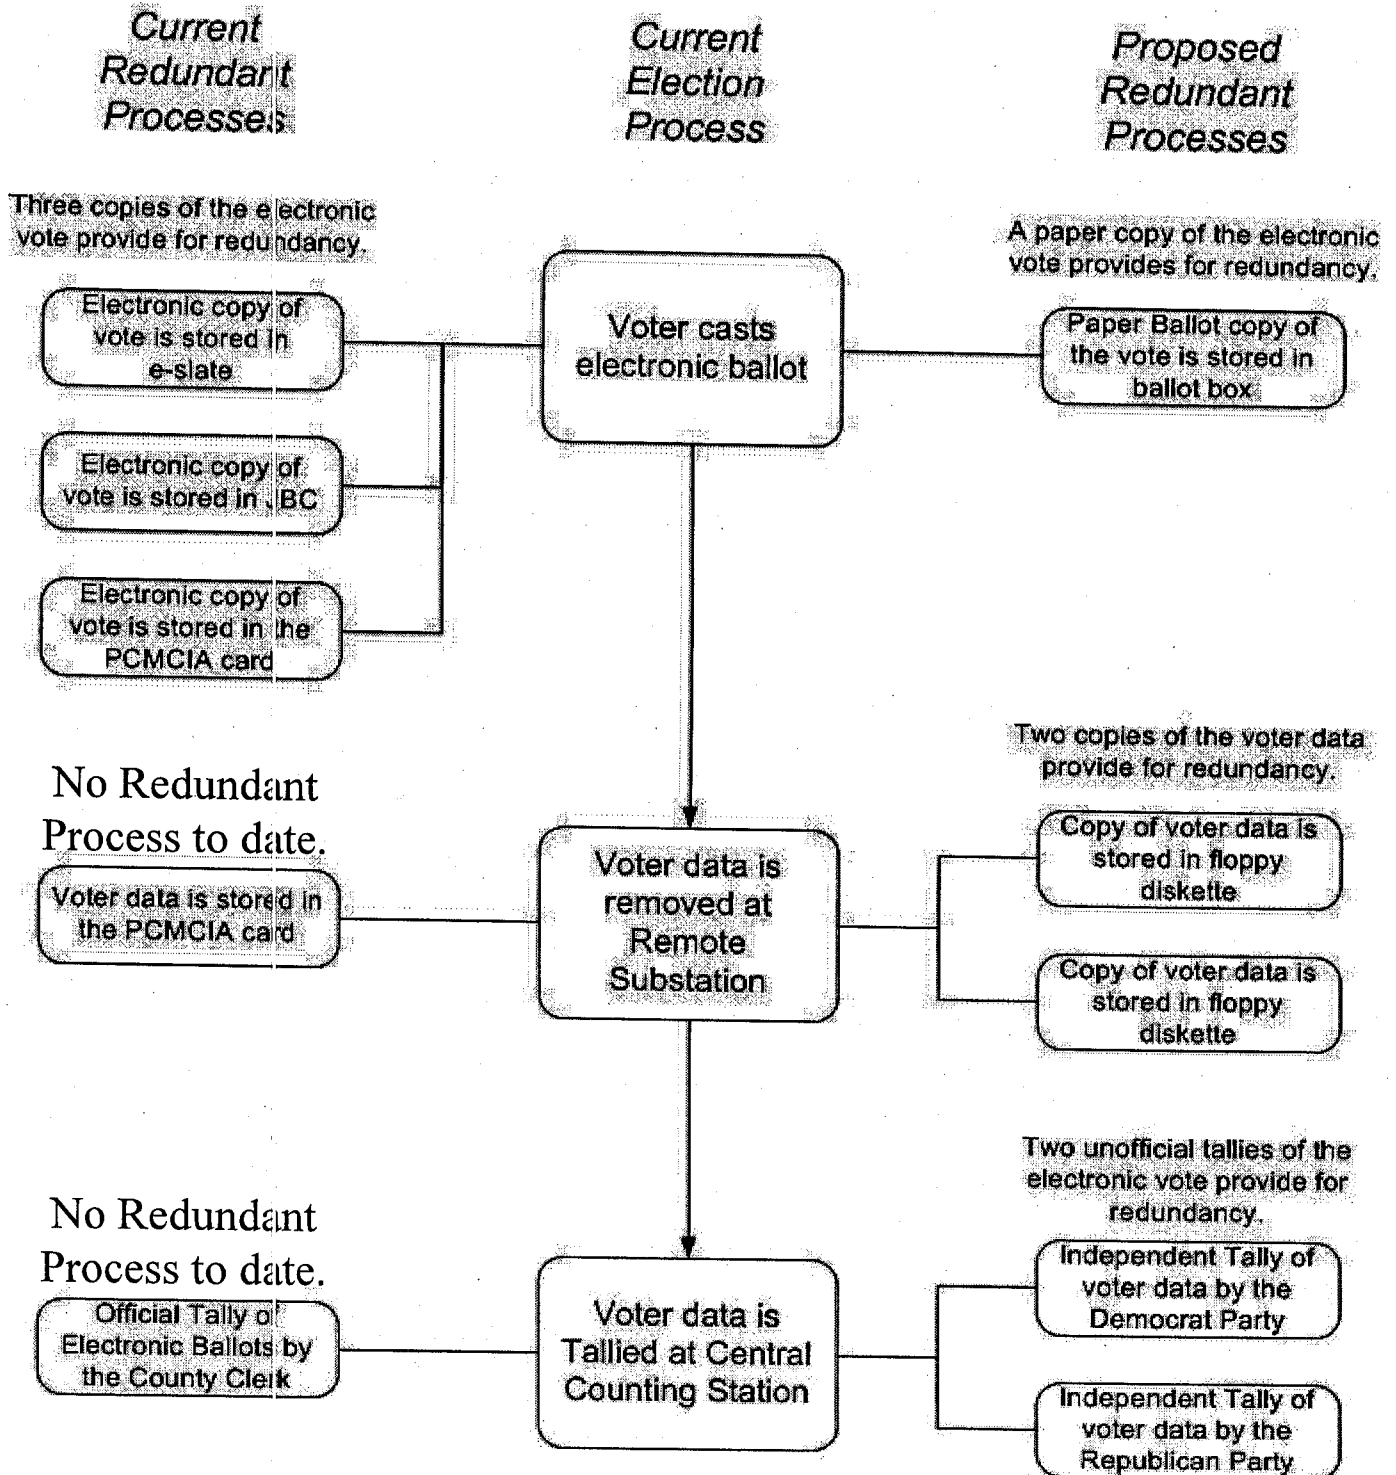 Current
Redundant
Processes
Current
Election
Process
Proposed
Redundant
Processes
Three copies of the electronic
vote provide for redundancy.
A paper copy of the electronic
vote provides for redundancy.
Electronic copy of
vote is stored in
e-slate
Voter casts
electronic ballot
Paper Ballot copy of
the vote is stored in
ballot box
Electronic copy of
vote is stored in JBC
Electronic copy of
vote is stored in the
PCMCIA card
No Redundant
Process to date.
Two copies of the voter data
provide for redundancy.
Voter data is stored in
the PCMCIA card
Voter data is
removed at
Remote
Substation
Copy of voter data is
stored in floppy
diskette
Copy of voter data is
stored in floppy
diskette
No Redundant
Process to date.
Two unofficial tallies of the
electronic vote provide for
redundancy.
Official Tally of
Electronic Ballots by
the County Clerk
Voter data is
Tallied at Central
Counting Station
Independent Tally of
voter data by the
Democrat Party
Independent Tally of
voter data by the
Republican Party